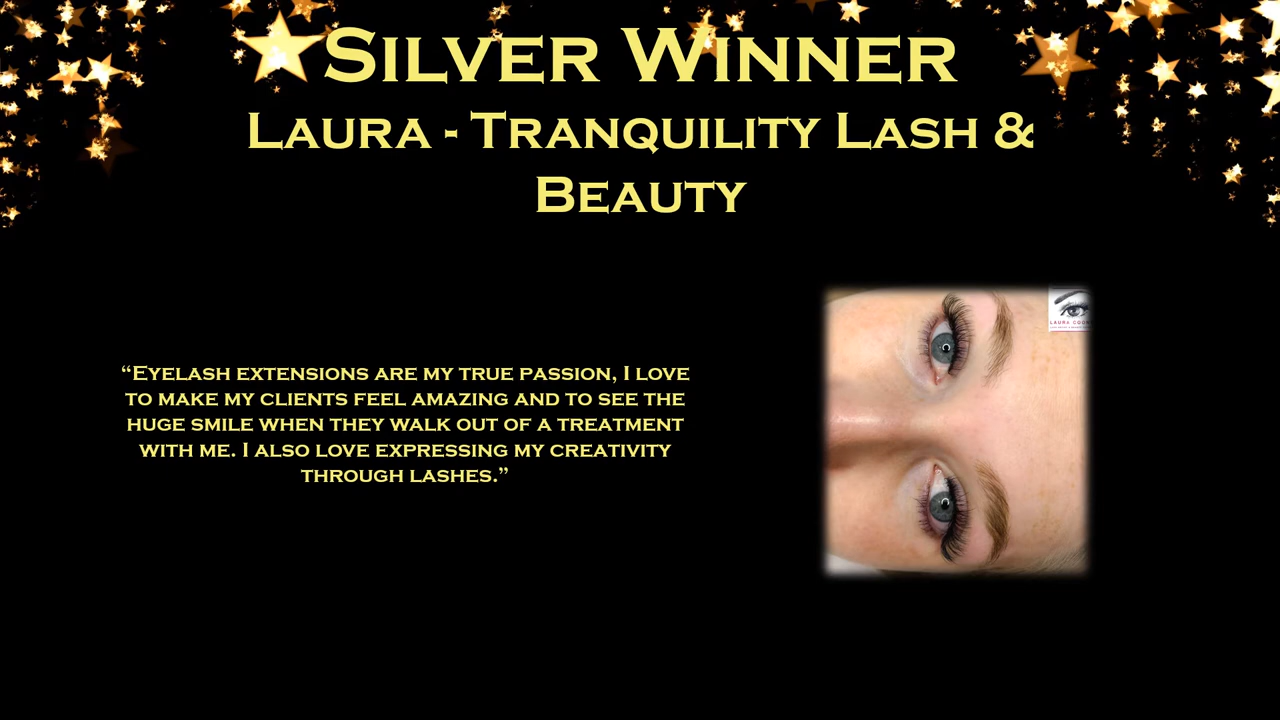 Silver Winner
Laura - Tranquility Lash &
Beauty
“Eyelash extensions are my true passion, I love
to make my clients feel amazing and to see the
huge smile when they walk out of a treatment
with me. I also love expressing my creativity
through lashes.”
LAURA COOK